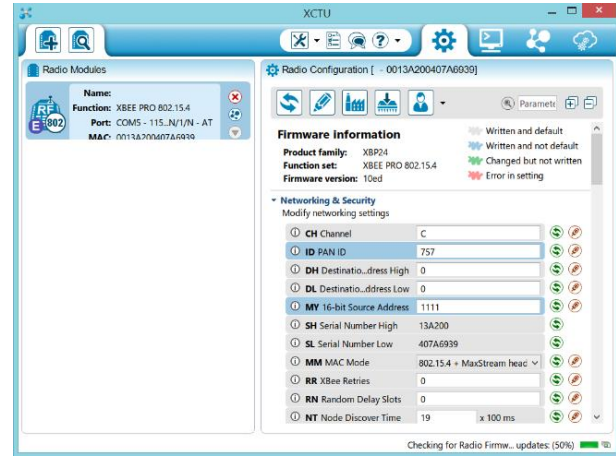 XCTU
Radio Modules
Name:
Function: XBEE PRO 802.15.4
Port: COM5 - 115..N/1/N - AT
MAC: 0013A200407A6939
RF
E 802
Radio Configuration [ - 0013A200407A6939]
Paramete
Firmware information
Product family: XBP24
Function set: XBEE PRO 802.15.4
Firmware version: 10ed
Written and default
Written and not default
Changed but not written
Error in setting
Networking & Security
Modify networking settings
CH Channel C
ID PAN ID 757
DH Destinatio...dress High 0
DL Destinatio...ddress Low 0
MY 16-bit Source Address 1111
SH Serial Number High 13A200
SL Serial Number Low 407A6939
MM MAC Mode 802.15.4 + MaxStream head
RR XBee Retries 0
RN Random Delay Slots 0
NT Node Discover Time 19 x 100 ms
Checking for Radio Firmw... updates: (50%)